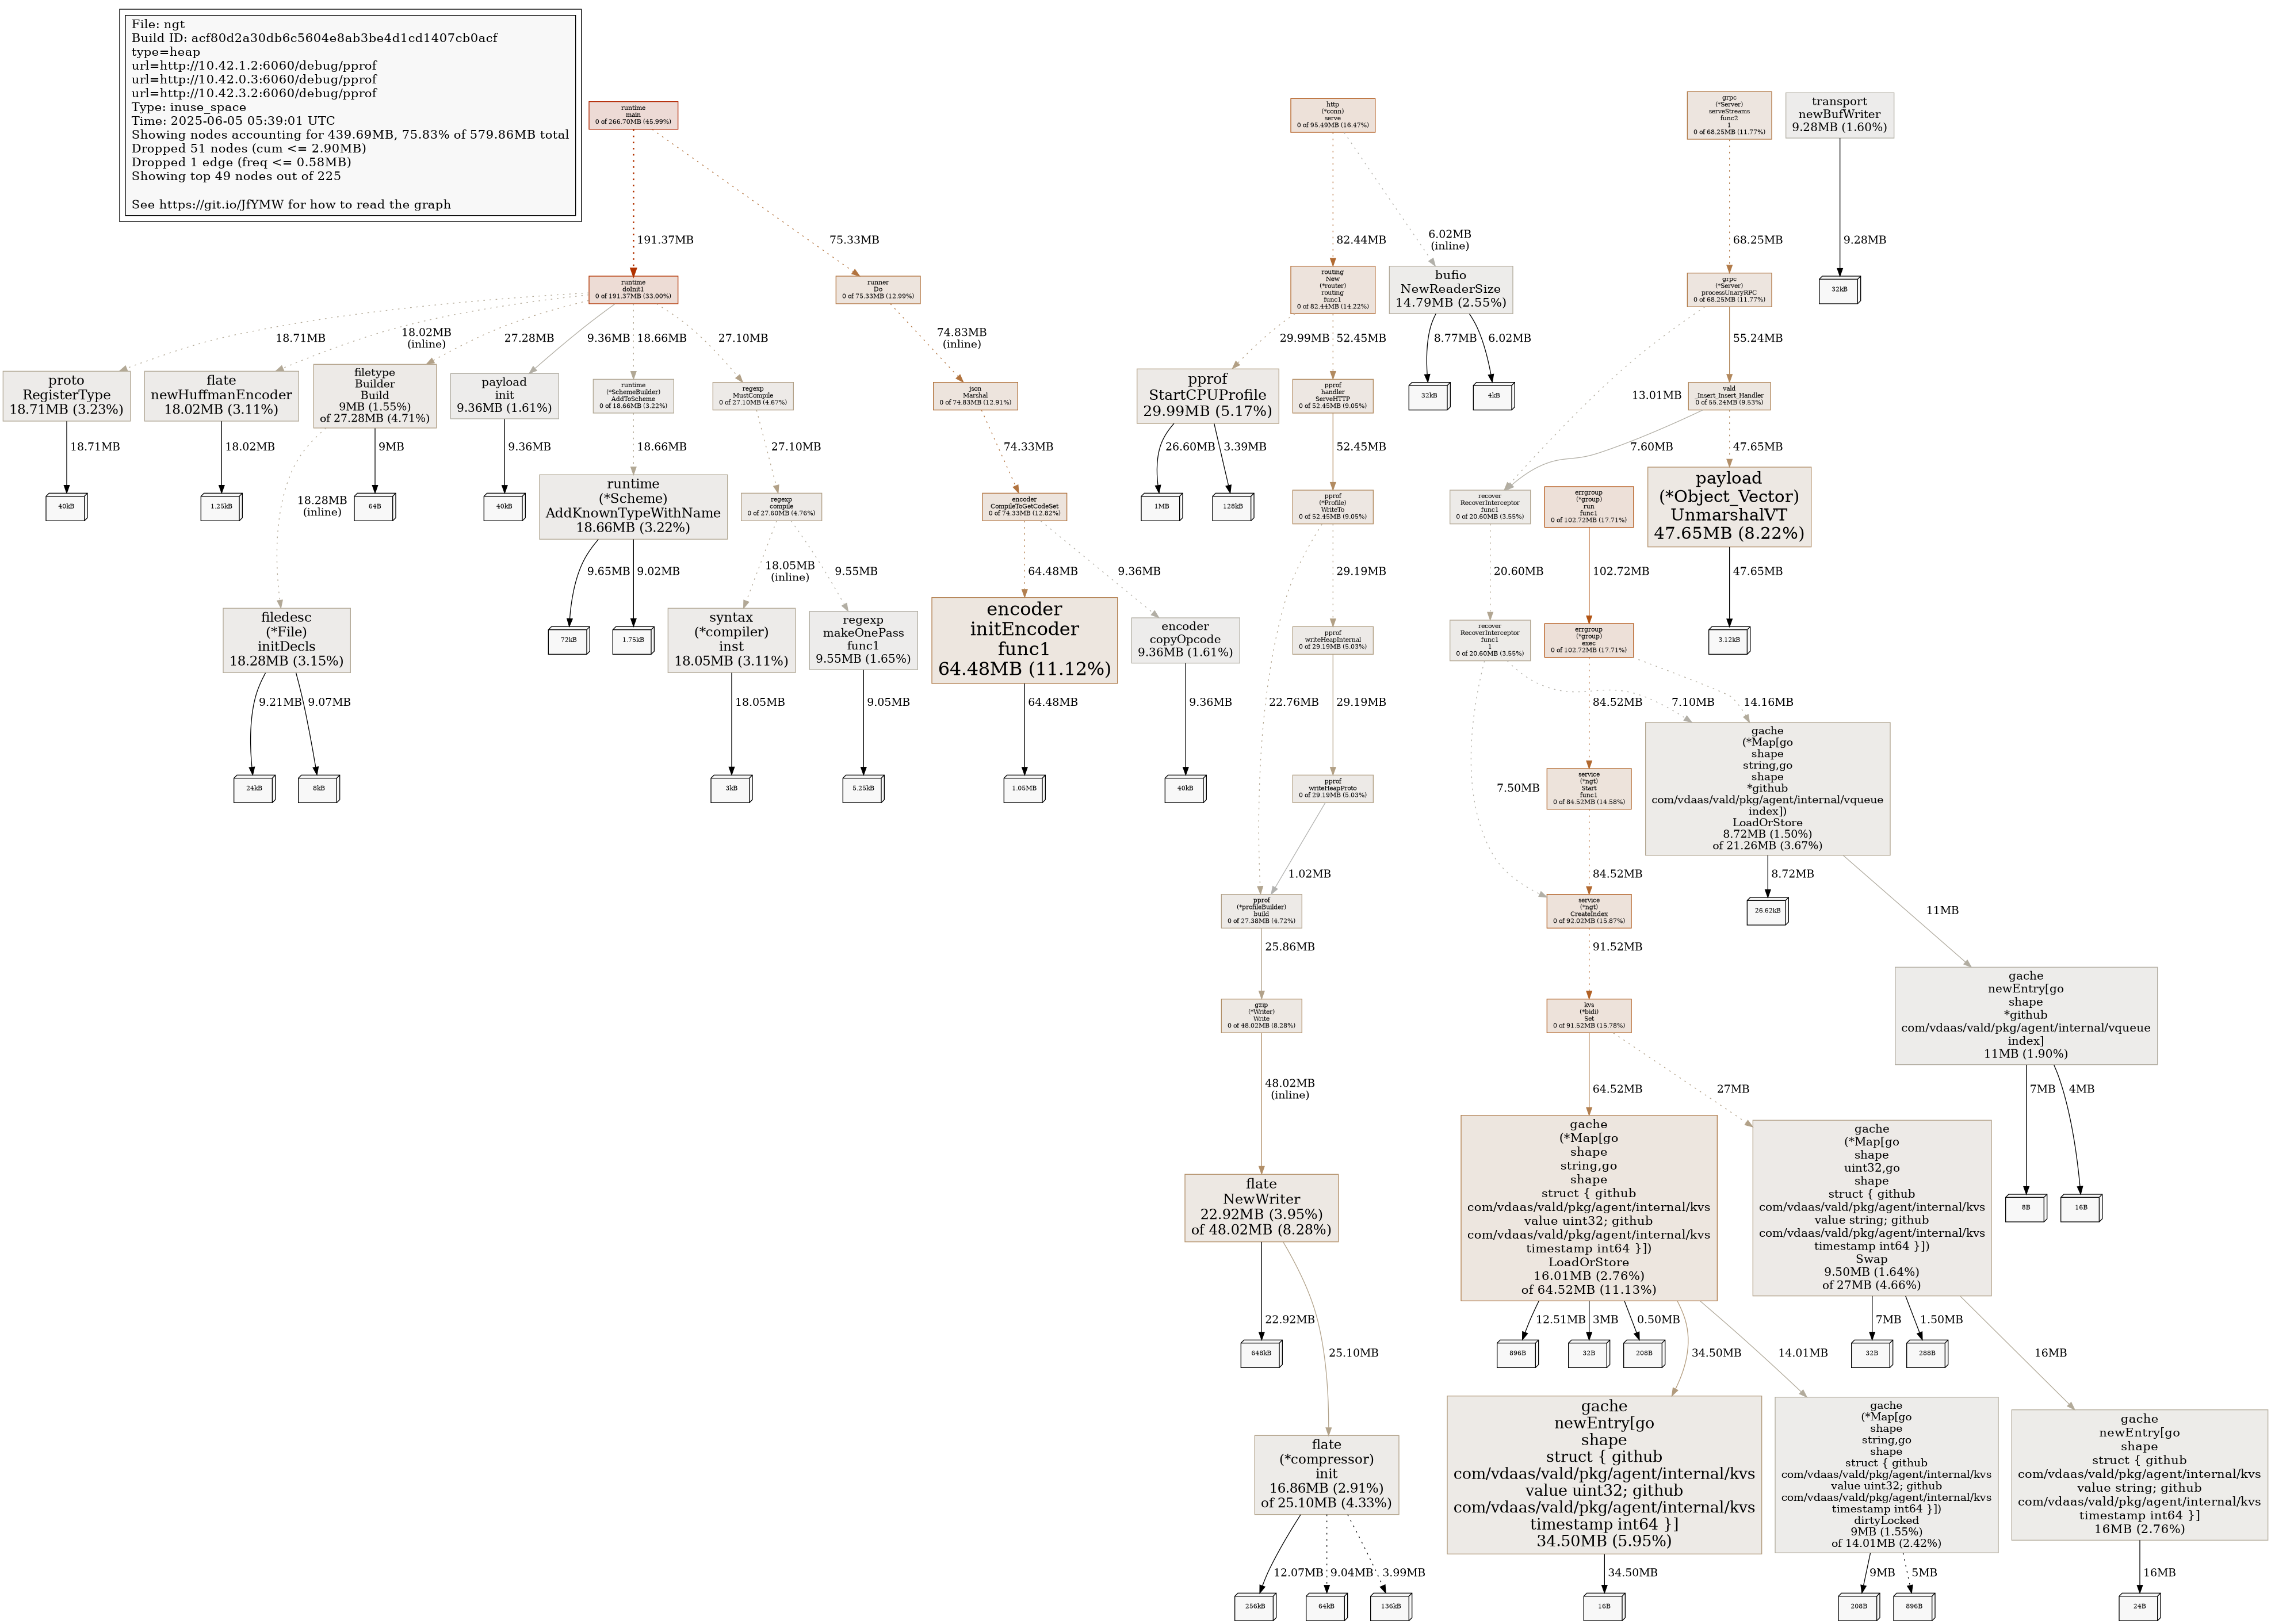 File: ngt
Build ID: acf80d2a30db6c5604e8ab3be4d1cd1407cb0acf
type=heap
url=http://10.42.1.2:6060/debug/pprof
url=http://10.42.0.3:6060/debug/pprof
url=http://10.42.3.2:6060/debug/pprof
Type: inuse_space
Time: 2025-06-05 05:39:01 UTC
Showing nodes accounting for 439.69MB, 75.83% of 579.86MB total
Dropped 51 nodes (cum <= 2.90MB)
Dropped 1 edge (freq <= 0.58MB)
Showing top 49 nodes out of 225
See https://git.io/JfYMW for how to read the graph
runtime
main
0 of 266.70MB (45.99%)
http
(*conn)
serve
0 of 95.49MB (16.47%)
grpc
(*Server)
serveStreams
func2
1
0 of 68.25MB (11.77%)
transport
newBufWriter
9.28MB (1.60%)
191.37MB
75.33MB
82.44MB
6.02MB
(inline)
68.25MB
9.28MB
runtime
doInit1
0 of 191.37MB (33.00%)
runner
Do
0 of 75.33MB (12.99%)
routing
New
(*router)
routing
func1
0 of 82.44MB (14.22%)
bufio
NewReaderSize
14.79MB (2.55%)
grpc
(*Server)
processUnaryRPC
0 of 68.25MB (11.77%)
32kB
18.71MB
18.02MB
(inline)
27.28MB
9.36MB
18.66MB
27.10MB
74.83MB
(inline)
29.99MB
52.45MB
8.77MB
6.02MB
13.01MB
55.24MB
proto
RegisterType
18.71MB (3.23%)
flate
newHuffmanEncoder
18.02MB (3.11%)
filetype
Builder
Build
9MB (1.55%)
of 27.28MB (4.71%)
payload
init
9.36MB (1.61%)
runtime
(*SchemeBuilder)
AddToScheme
0 of 18.66MB (3.22%)
regexp
MustCompile
0 of 27.10MB (4.67%)
json
Marshal
0 of 74.83MB (12.91%)
pprof
StartCPUProfile
29.99MB (5.17%)
pprof
handler
ServeHTTP
0 of 52.45MB (9.05%)
32kB
4kB
vald
_Insert_Insert_Handler
0 of 55.24MB (9.53%)
18.71MB
18.02MB
18.28MB
(inline)
9MB
9.36MB
18.66MB
27.10MB
74.33MB
26.60MB
3.39MB
52.45MB
7.60MB
47.65MB
40kB
1.25kB
64B
40kB
runtime
(*Scheme)
AddKnownTypeWithName
18.66MB (3.22%)
regexp
compile
0 of 27.60MB (4.76%)
encoder
CompileToGetCodeSet
0 of 74.33MB (12.82%)
1MB
128kB
pprof
(*Profile)
WriteTo
0 of 52.45MB (9.05%)
recover
RecoverInterceptor
func1
0 of 20.60MB (3.55%)
errgroup
(*group)
run
func1
0 of 102.72MB (17.71%)
payload
(*Object_Vector)
UnmarshalVT
47.65MB (8.22%)
9.65MB
9.02MB
18.05MB
(inline)
9.55MB
64.48MB
9.36MB
22.76MB
29.19MB
20.60MB
102.72MB
47.65MB
filedesc
(*File)
initDecls
18.28MB (3.15%)
72kB
1.75kB
syntax
(*compiler)
inst
18.05MB (3.11%)
regexp
makeOnePass
func1
9.55MB (1.65%)
encoder
initEncoder
func1
64.48MB (11.12%)
encoder
copyOpcode
9.36MB (1.61%)
pprof
writeHeapInternal
0 of 29.19MB (5.03%)
recover
RecoverInterceptor
func1
1
0 of 20.60MB (3.55%)
errgroup
(*group)
exec
0 of 102.72MB (17.71%)
3.12kB
9.21MB
9.07MB
18.05MB
9.05MB
64.48MB
9.36MB
29.19MB
7.50MB
84.52MB
7.10MB
14.16MB
24kB
8kB
3kB
5.25kB
1.05MB
40kB
pprof
writeHeapProto
0 of 29.19MB (5.03%)
service
(*ngt)
Start
func1
0 of 84.52MB (14.58%)
gache
(*Map[go
shape
string,go
shape
*github
com/vdaas/vald/pkg/agent/internal/vqueue
index])
LoadOrStore
8.72MB (1.50%)
of 21.26MB (3.67%)
1.02MB
84.52MB
8.72MB
11MB
pprof
(*profileBuilder)
build
0 of 27.38MB (4.72%)
service
(*ngt)
CreateIndex
0 of 92.02MB (15.87%)
26.62kB
25.86MB
91.52MB
gzip
(*Writer)
Write
0 of 48.02MB (8.28%)
kvs
(*bidi)
Set
0 of 91.52MB (15.78%)
gache
newEntry[go
shape
*github
com/vdaas/vald/pkg/agent/internal/vqueue
index]
11MB (1.90%)
48.02MB
(inline)
64.52MB
27MB
7MB
4MB
flate
NewWriter
22.92MB (3.95%)
of 48.02MB (8.28%)
gache
(*Map[go
shape
string,go
shape
struct { github
com/vdaas/vald/pkg/agent/internal/kvs
value uint32; github
com/vdaas/vald/pkg/agent/internal/kvs
timestamp int64 }])
LoadOrStore
16.01MB (2.76%)
of 64.52MB (11.13%)
gache
(*Map[go
shape
uint32,go
shape
struct { github
com/vdaas/vald/pkg/agent/internal/kvs
value string; github
com/vdaas/vald/pkg/agent/internal/kvs
timestamp int64 }])
Swap
9.50MB (1.64%)
of 27MB (4.66%)
8B
16B
22.92MB
25.10MB
12.51MB
3MB
0.50MB
34.50MB
14.01MB
7MB
1.50MB
16MB
648kB
896B
32B
208B
32B
288B
flate
(*compressor)
init
16.86MB (2.91%)
of 25.10MB (4.33%)
gache
newEntry[go
shape
struct { github
com/vdaas/vald/pkg/agent/internal/kvs
value uint32; github
com/vdaas/vald/pkg/agent/internal/kvs
timestamp int64 }]
34.50MB (5.95%)
gache
(*Map[go
shape
string,go
shape
struct { github
com/vdaas/vald/pkg/agent/internal/kvs
value uint32; github
com/vdaas/vald/pkg/agent/internal/kvs
timestamp int64 }])
dirtyLocked
9MB (1.55%)
of 14.01MB (2.42%)
gache
newEntry[go
shape
struct { github
com/vdaas/vald/pkg/agent/internal/kvs
value string; github
com/vdaas/vald/pkg/agent/internal/kvs
timestamp int64 }]
16MB (2.76%)
12.07MB
9.04MB
3.99MB
34.50MB
9MB
5MB
16MB
256kB
64kB
136kB
16B
208B
896B
24B